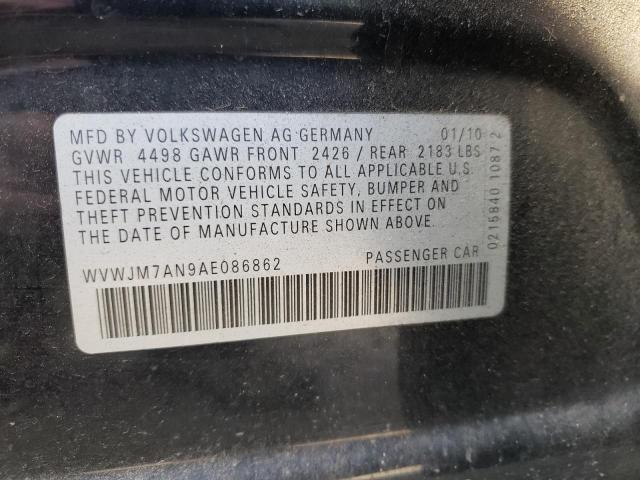 MFD BY VOLKSWAGEN AG GERMANY 01/10
GVWR 4498 GAWR FRONT 2426 / REAR 2183 LBS
THIS VEHICLE CONFORMS TO ALL APPLICABLE U.S.
FEDERAL MOTOR VEHICLE SAFETY, BUMPER AND
THEFT PREVENTION STANDARDS IN EFFECT ON
THE DATE OF MANUFACTURE SHOWN ABOVE.
WVWJM7AN9AE086862 PASSENGER CAR
0215840 1087 2